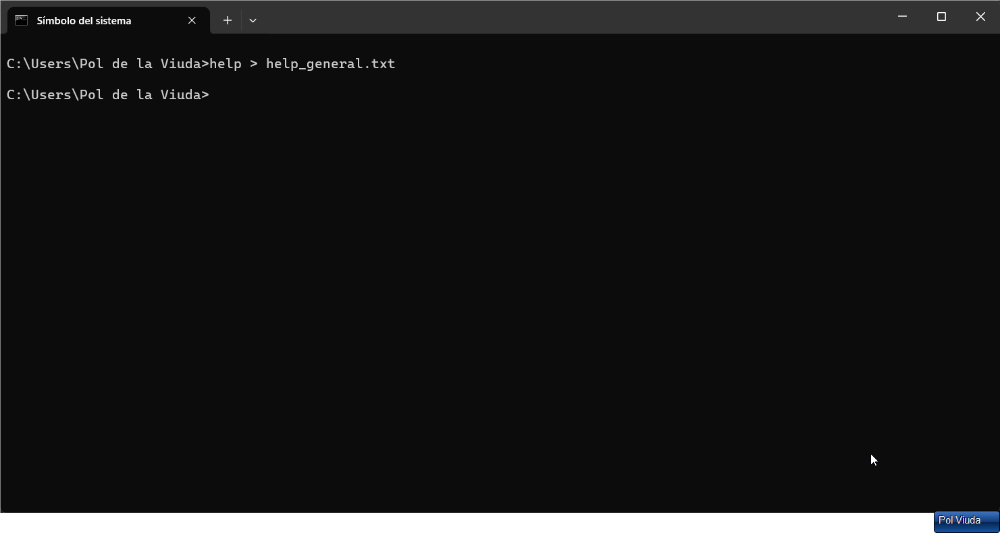 Símbolo del sistema
C:\Users\Pol de la Viuda>help > help_general.txt
C:\Users\Pol de la Viuda>
Pol Viuda